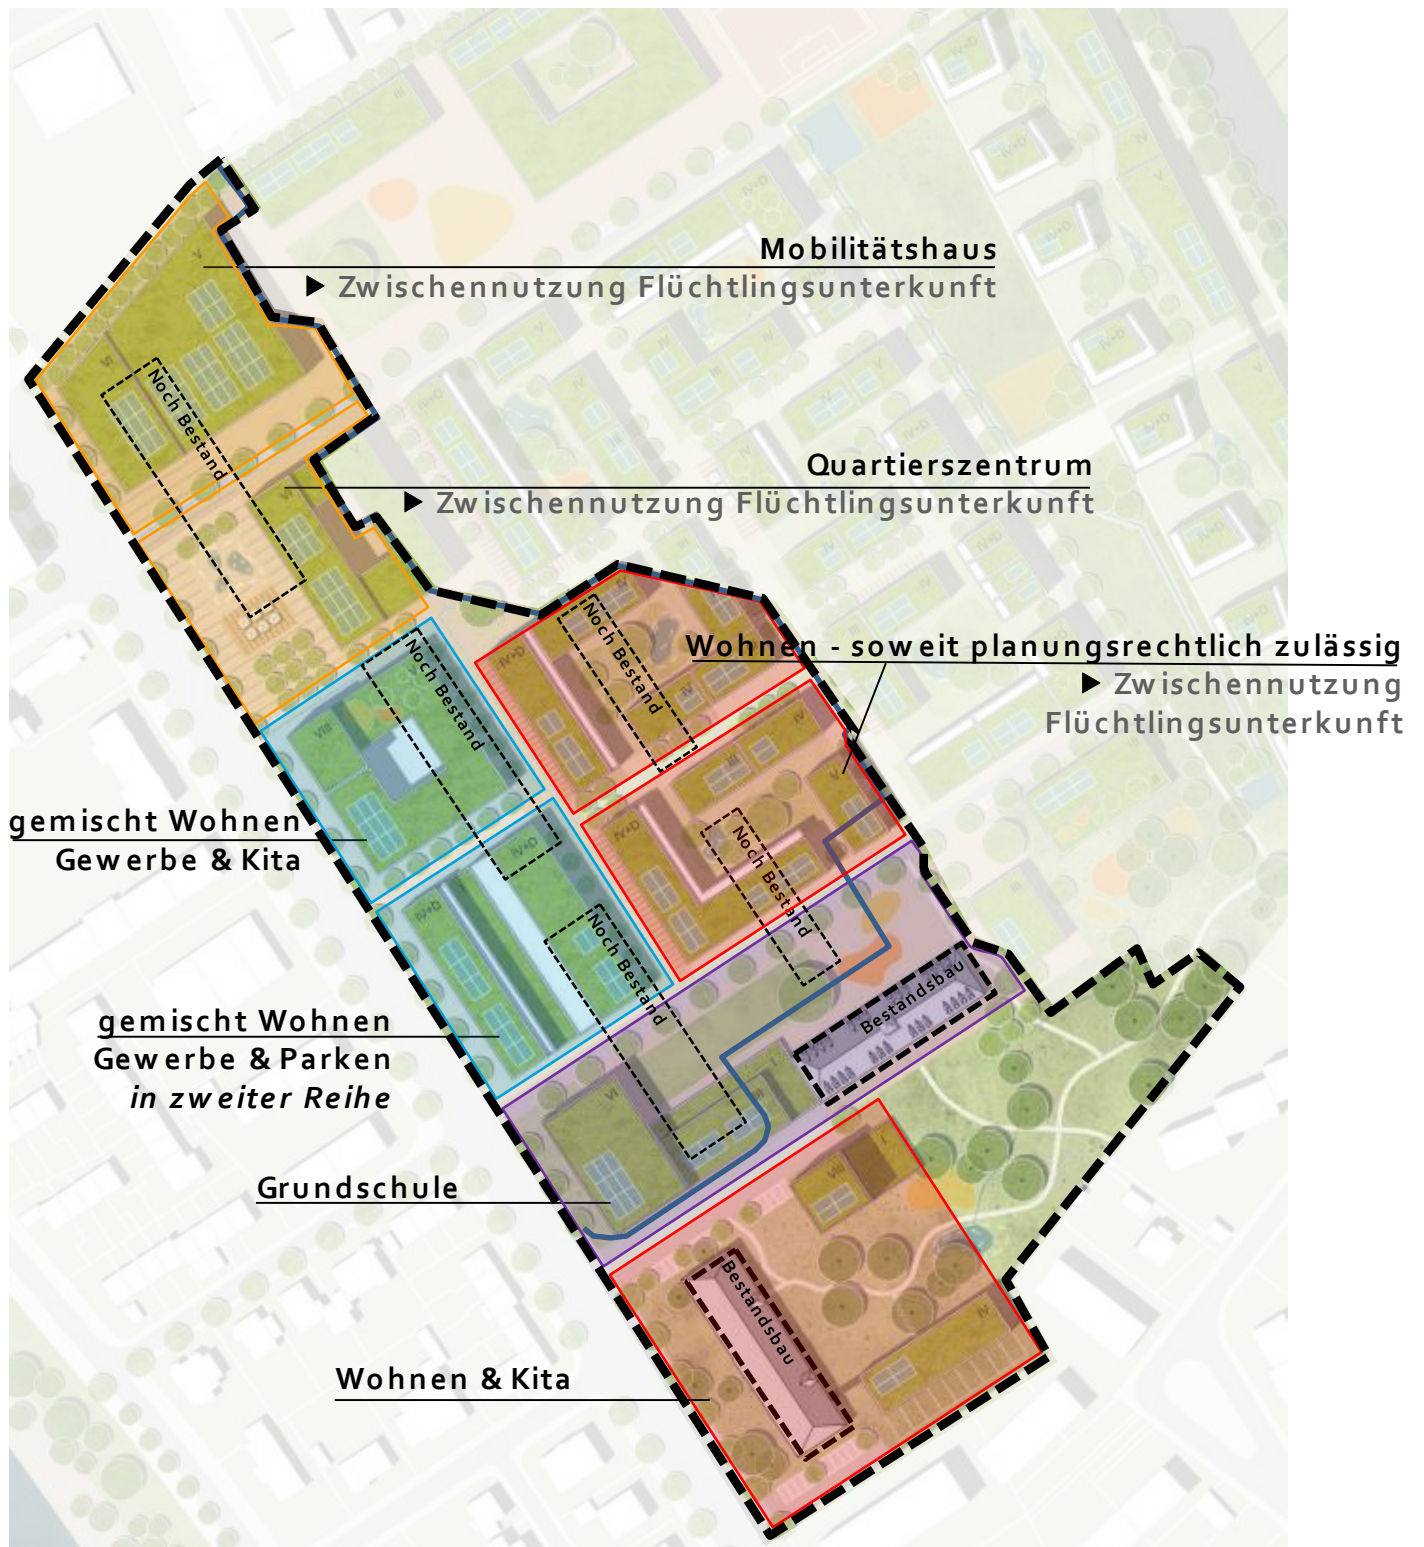 Mobilitätshaus
► Zwischennutzung Flüchtlingsunterkunft
Noch Bestand
Quartierszentrum
► Zwischennutzung Flüchtlingsunterkunft
Noch Bestand
Noch Bestand
Wohnen - soweit planungsrechtlich zulässig
► Zwischennutzung
Flüchtlingsunterkunft
gemischt Wohnen
Gewerbe & Kita
Noch Bestand
Noch Bestand
Bestandsbau
gemischt Wohnen
Gewerbe & Parken
in zweiter Reihe
Grundschule
Bestandsbau
Wohnen & Kita